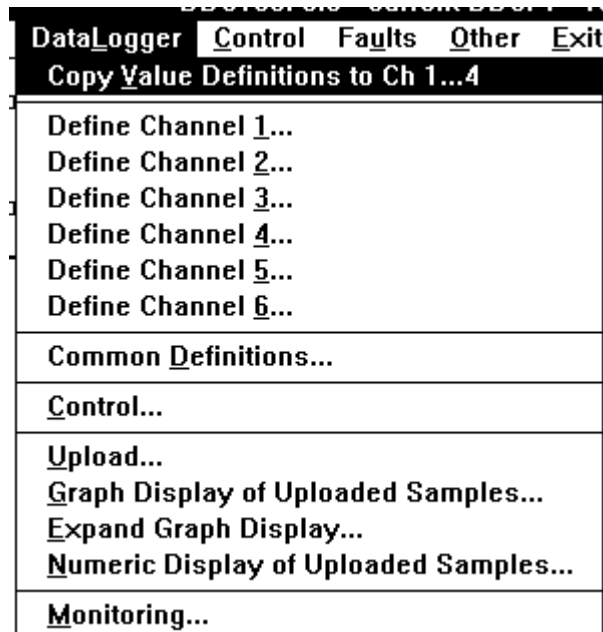 DataLogger Control Faults Other Exit
Copy Value Definitions to Ch 1...4
Define Channel 1...
Define Channel 2...
Define Channel 3...
Define Channel 4...
Define Channel 5...
Define Channel 6...
Common Definitions...
Control...
Upload...
Graph Display of Uploaded Samples...
Expand Graph Display...
Numeric Display of Uploaded Samples...
Monitoring...